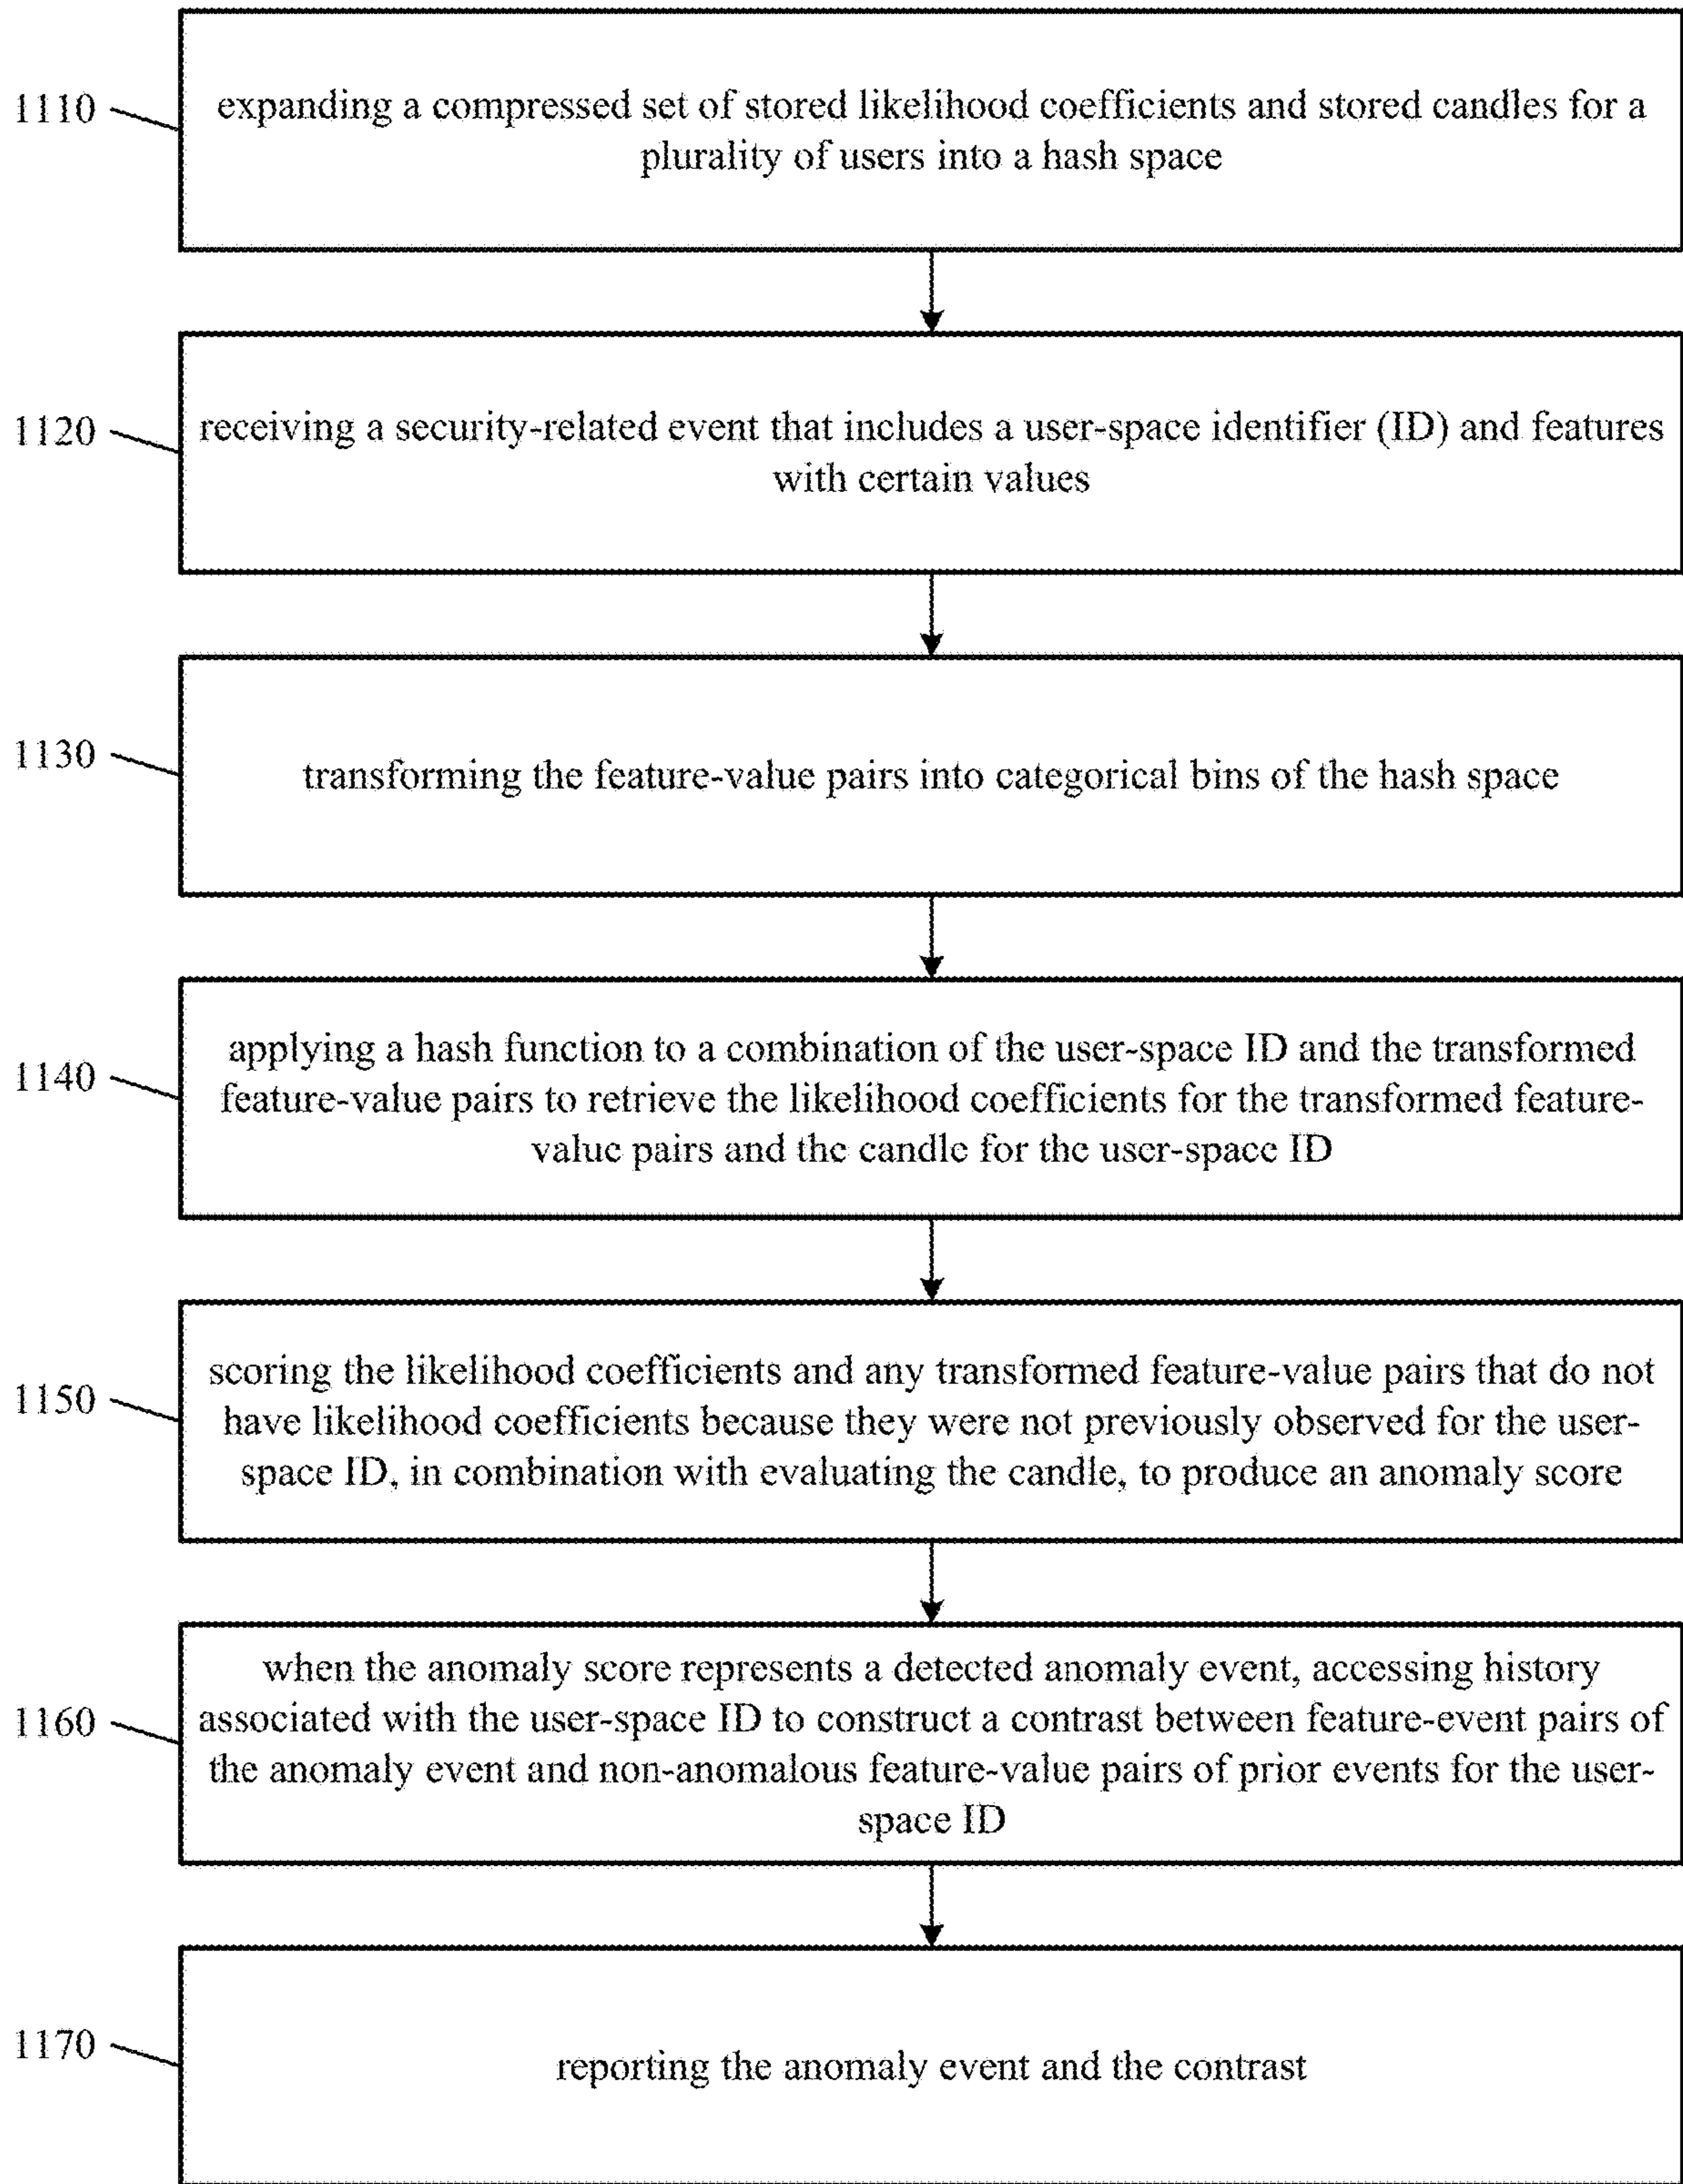 1110
expanding a compressed set of stored likelihood coefficients and stored candles for a
plurality of users into a hash space
1120
receiving a security-related event that includes a user-space identifier (ID) and features
with certain values
1130
transforming the feature-value pairs into categorical bins of the hash space
1140
applying a hash function to a combination of the user-space ID and the transformed
feature-value pairs to retrieve the likelihood coefficients for the transformed feature-
value pairs and the candle for the user-space ID
1150
scoring the likelihood coefficients and any transformed feature-value pairs that do not
have likelihood coefficients because they were not previously observed for the user-
space ID, in combination with evaluating the candle, to produce an anomaly score
1160
when the anomaly score represents a detected anomaly event, accessing history
associated with the user-space ID to construct a contrast between feature-event pairs of
the anomaly event and non-anomalous feature-value pairs of prior events for the user-
space ID
1170
reporting the anomaly event and the contrast